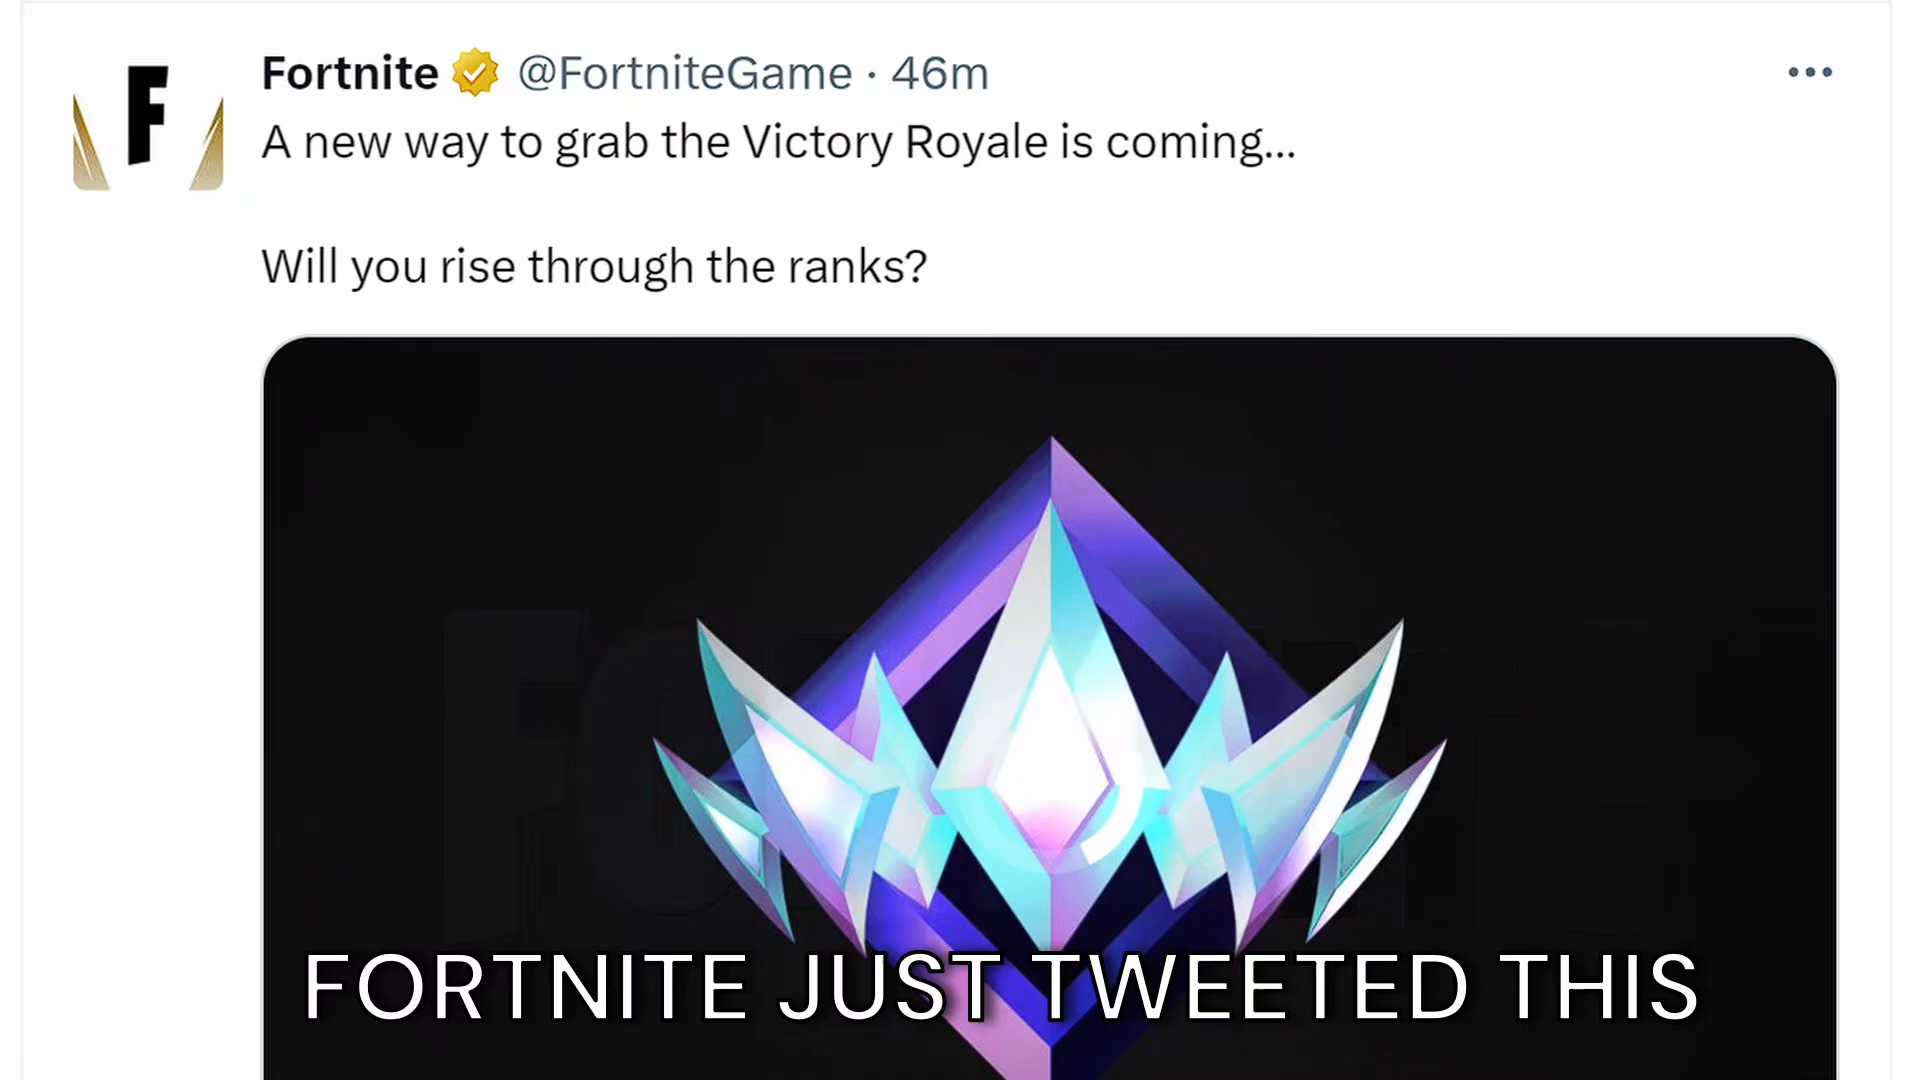 Fortnite @FortniteGame · 46m
A new way to grab the Victory Royale is coming...
Will you rise through the ranks?
F
FORTNITE JUST TWEETED THIS